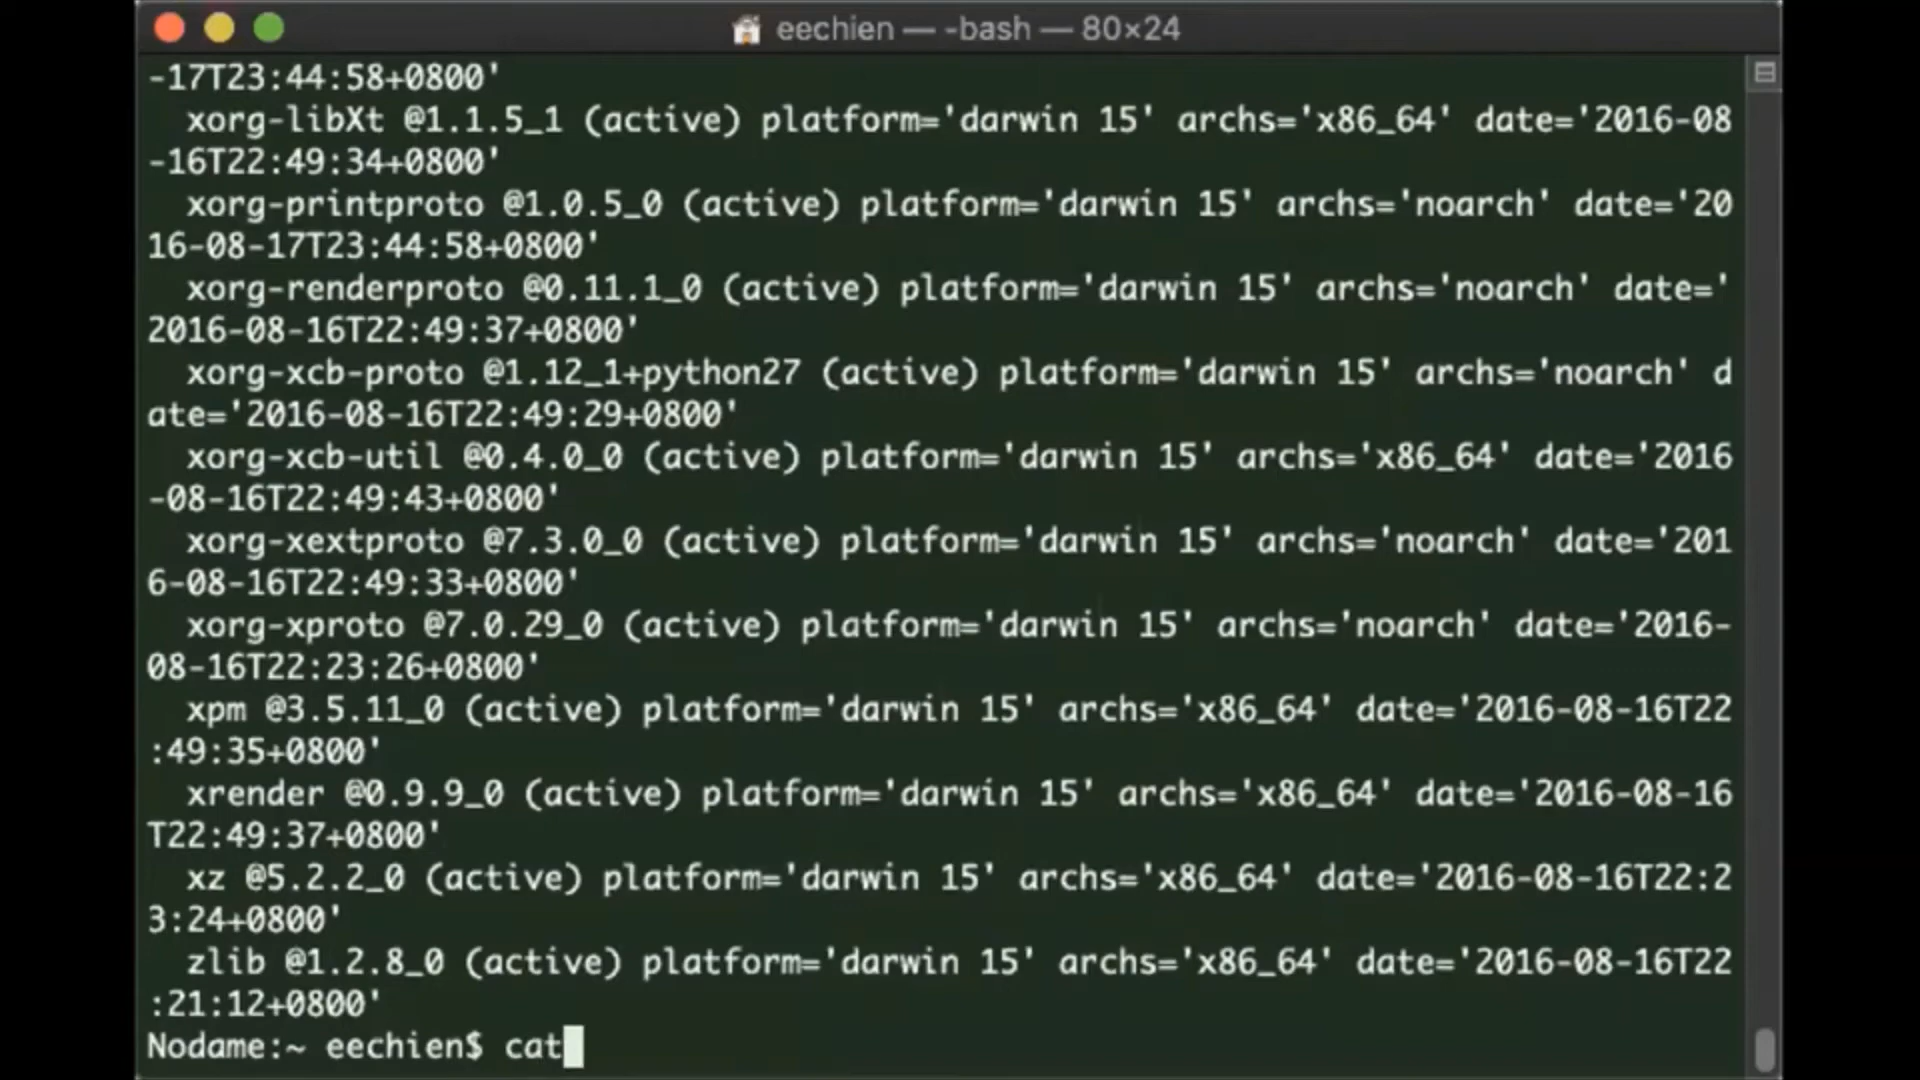 eechien — -bash — 80×24
-17T23:44:58+0800'
  xorg-libXt @1.1.5_1 (active) platform='darwin 15' archs='x86_64' date='2016-08
-16T22:49:34+0800'
  xorg-printproto @1.0.5_0 (active) platform='darwin 15' archs='noarch' date='20
16-08-17T23:44:58+0800'
  xorg-renderproto @0.11.1_0 (active) platform='darwin 15' archs='noarch' date='
2016-08-16T22:49:37+0800'
  xorg-xcb-proto @1.12_1+python27 (active) platform='darwin 15' archs='noarch' d
ate='2016-08-16T22:49:29+0800'
  xorg-xcb-util @0.4.0_0 (active) platform='darwin 15' archs='x86_64' date='2016
-08-16T22:49:43+0800'
  xorg-xextproto @7.3.0_0 (active) platform='darwin 15' archs='noarch' date='201
6-08-16T22:49:33+0800'
  xorg-xproto @7.0.29_0 (active) platform='darwin 15' archs='noarch' date='2016-
08-16T22:23:26+0800'
  xpm @3.5.11_0 (active) platform='darwin 15' archs='x86_64' date='2016-08-16T22
:49:35+0800'
  xrender @0.9.9_0 (active) platform='darwin 15' archs='x86_64' date='2016-08-16
T22:49:37+0800'
  xz @5.2.2_0 (active) platform='darwin 15' archs='x86_64' date='2016-08-16T22:2
3:24+0800'
  zlib @1.2.8_0 (active) platform='darwin 15' archs='x86_64' date='2016-08-16T22
:21:12+0800'
Nodame:~ eechien$ cat